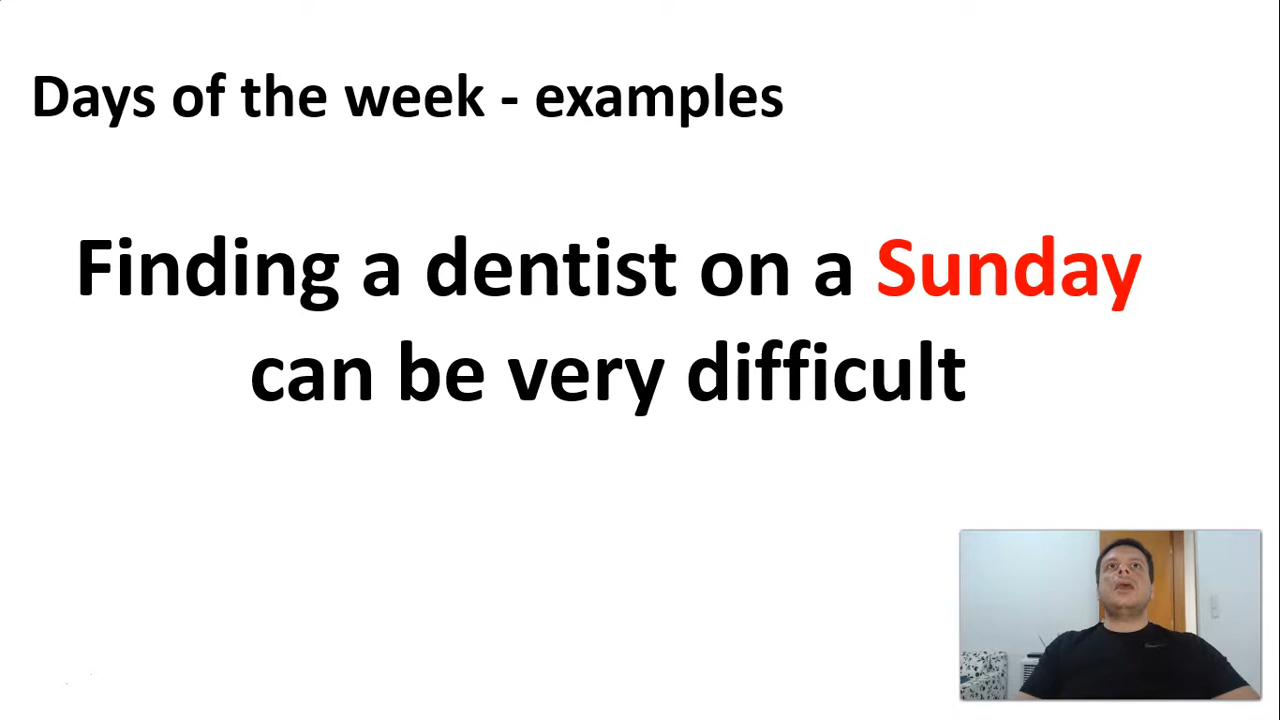 Days of the week - examples
Finding a dentist on a Sunday
can be very difficult